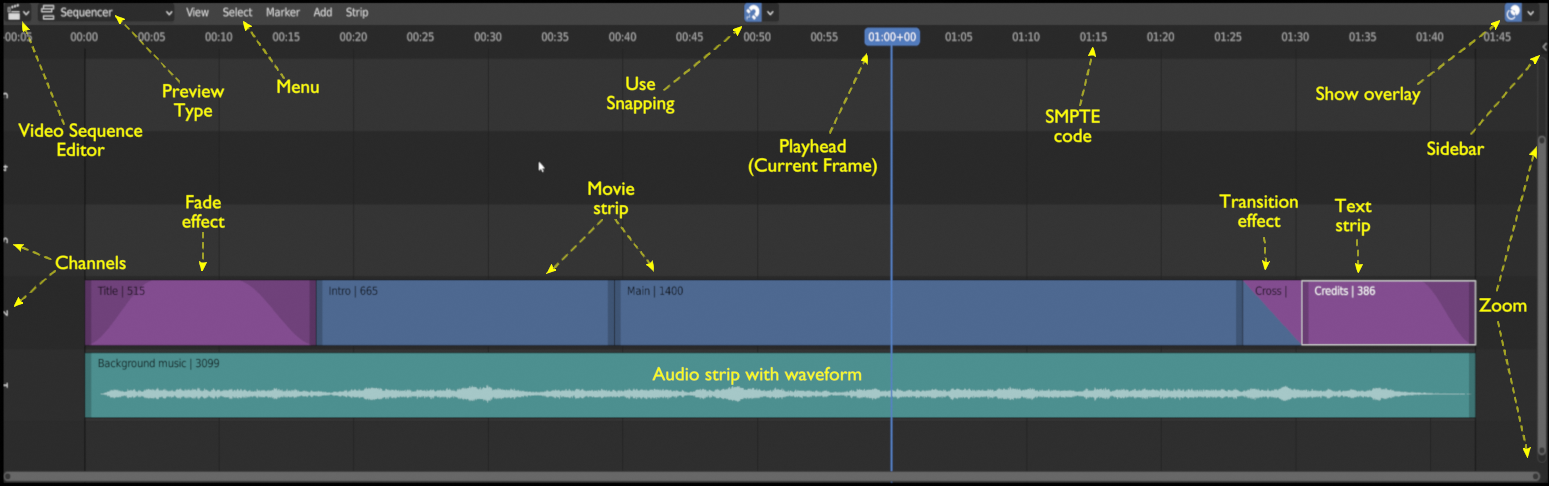 Sequencer View Select Marker Add Strip
00:05 00:00 00:05 00:10 00:15 00:20 00:25 00:30 00:35 00:40 00:45 00:50 00:55 01:00+00 01:05 01:10 01:15 01:20 01:25 01:30 01:35 01:40 01:45
Preview
Type
Menu
Use
Snapping
Show overlay
SMPTE
code
Video Sequence
Editor
Playhead
(Current Frame)
Sidebar
Movie
strip
Fade
effect
Transition
effect
Text
strip
Channels
Title | 515
Intro | 665
Main | 1400
Cross |
Credits | 386
Zoom
Background music | 3099
Audio strip with waveform